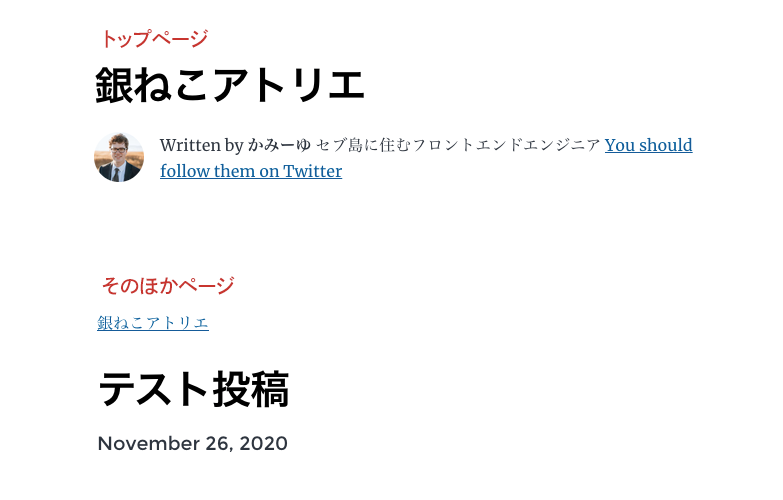 トップページ
銀ねこアトリエ
Written by かみーゆ セブ島に住むフロントエンドエンジニア You should
follow them on Twitter
そのほかページ
銀ねこアトリエ
テスト投稿
November 26, 2020